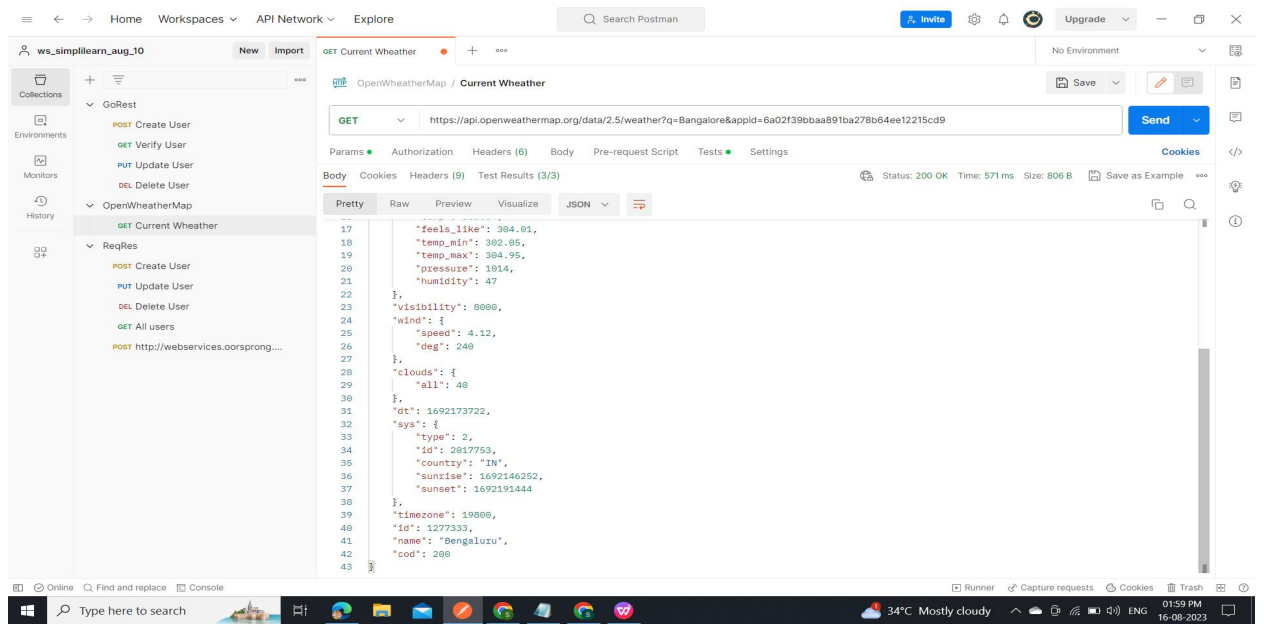 Home Workspaces API Network Explore Search Postman Invite Upgrade
ws_simplilearn_aug_10 New Import GET Current Wheather No Environment
Collections
Environments
Monitors
History
GoRest
POST Create User
GET Verify User
PUT Update User
DEL Delete User
OpenWheatherMap
GET Current Wheather
ReqRes
POST Create User
PUT Update User
DEL Delete User
GET All users
POST http://webservices.oorsprong....
HTTP OpenWheatherMap / Current Wheather Save
GET https://api.openweathermap.org/data/2.5/weather?q=Bangalore&appid=6a02f39bbaa891ba278b64ee12215cd9 Send
Params Authorization Headers (6) Body Pre-request Script Tests Settings Cookies
Body Cookies Headers (9) Test Results (3/3) Status: 200 OK Time: 571 ms Size: 806 B Save as Example
Pretty Raw Preview Visualize JSON
17 "feels_like": 304.01,
18 "temp_min": 302.05,
19 "temp_max": 304.95,
20 "pressure": 1014,
21 "humidity": 47
22 },
23 "visibility": 8000,
24 "wind": {
25 "speed": 4.12,
26 "deg": 240
27 },
28 "clouds": {
29 "all": 40
30 },
31 "dt": 1692173722,
32 "sys": {
33 "type": 2,
34 "id": 2017753,
35 "country": "IN",
36 "sunrise": 1692146252,
37 "sunset": 1692191444
38 },
39 "timezone": 19800,
40 "id": 1277333,
41 "name": "Bengaluru",
42 "cod": 200
43 }
Online Find and replace Console Runner Capture requests Cookies Trash
Type here to search 34°C Mostly cloudy ENG 01:59 PM
16-08-2023